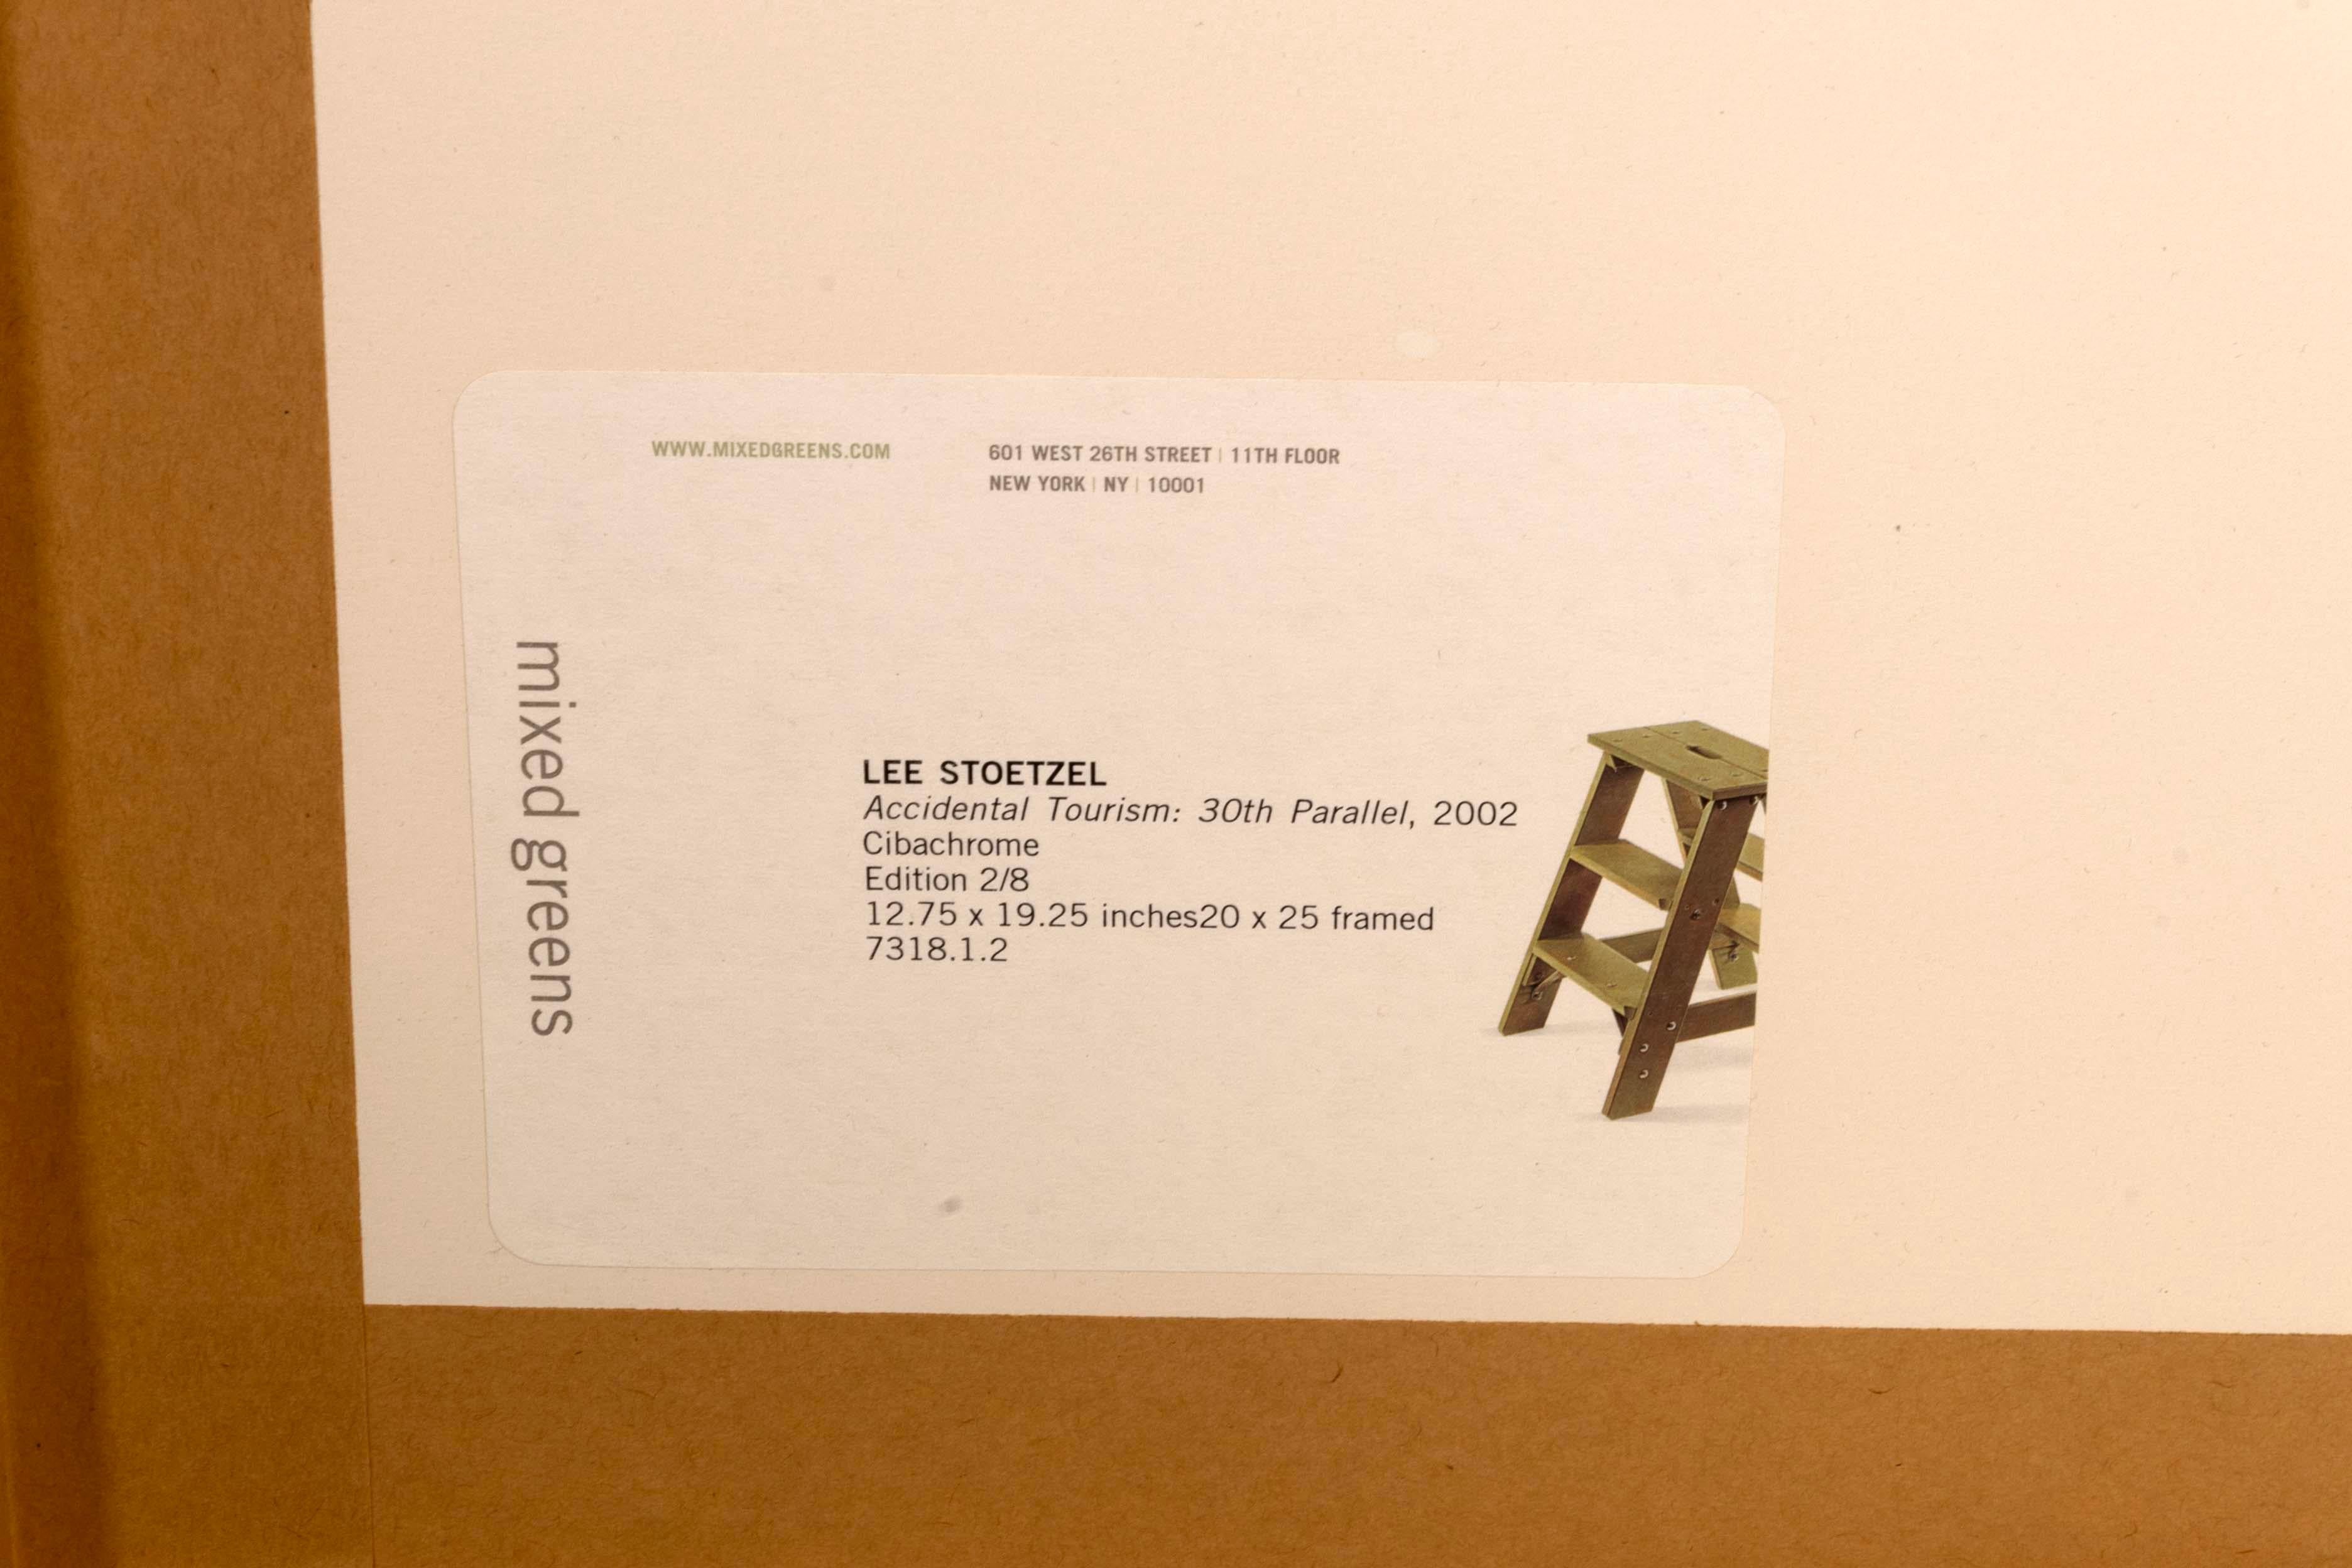 WWW.MIXEDGREENS.COM
601 WEST 26TH STREET | 11TH FLOOR
NEW YORK | NY | 10001
mixed greens
LEE STOETZEL
Accidental Tourism: 30th Parallel, 2002
Cibachrome
Edition 2/8
12.75 x 19.25 inches20 x 25 framed
7318.1.2